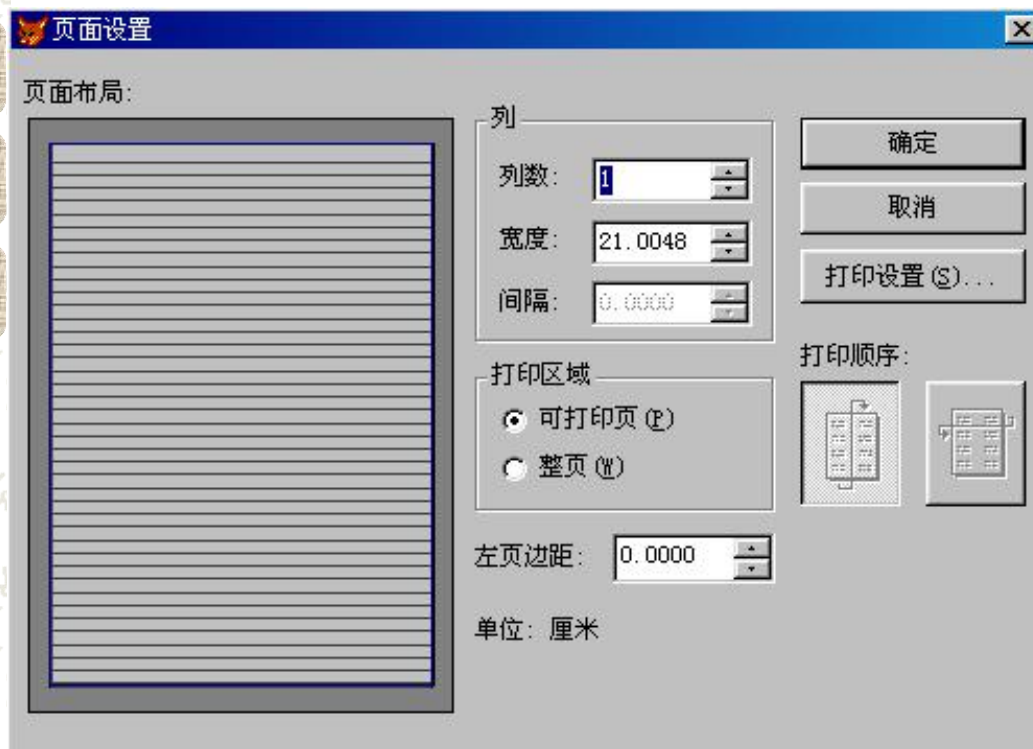 页面设置
页面布局:
列
列数: 1
宽度: 21.0048
间隔: 0.0000
打印区域
可打印页(P)
整页(W)
左页边距: 0.0000
单位: 厘米
确定
取消
打印设置(S)...
打印顺序: